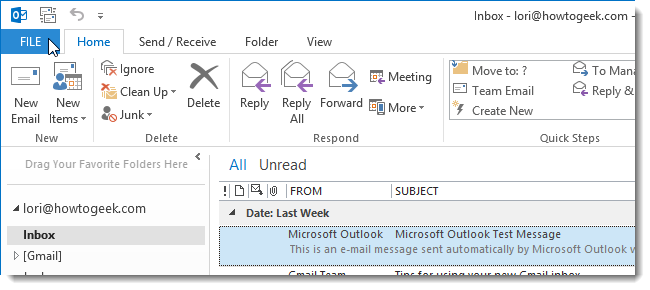 Inbox - lori@howtogeek.com -
FILE Home Send / Receive Folder View
New Email
New Items
Ignore
Clean Up
Junk
Delete
Reply
Reply All
Forward
Meeting
More
Move to: ?
Team Email
Create New
To Mana
Reply &
New Delete Respond Quick Steps
Drag Your Favorite Folders Here
lori@howtogeek.com
Inbox
[Gmail]
All Unread
! FROM SUBJECT
Date: Last Week
Microsoft Outlook Microsoft Outlook Test Message
This is an e-mail message sent automatically by Microsoft Outlook w
Gmail Team Tips for using your new Gmail inbox